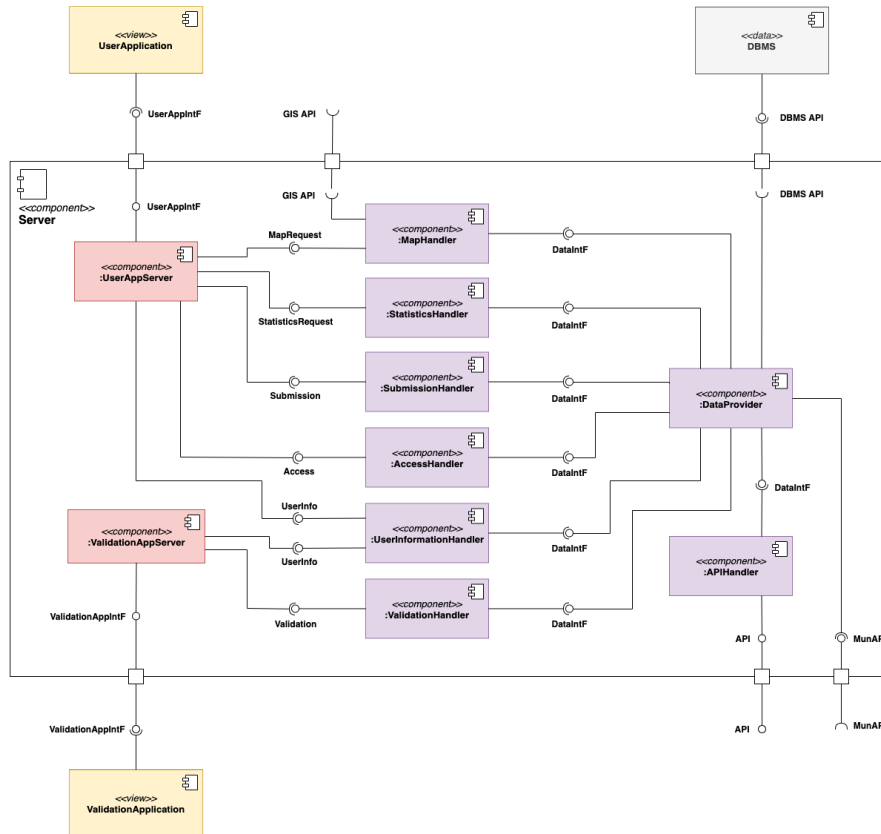 <<view>>
UserApplication
<<data>>
DBMS
UserAppIntF
GIS API
DBMS API
<<component>>
Server
UserAppIntF
GIS API
DBMS API
<<component>>
:MapHandler
MapRequest
DataIntF
<<component>>
:UserAppServer
<<component>>
:StatisticsHandler
StatisticsRequest
DataIntF
<<component>>
:SubmissionHandler
Submission
DataIntF
<<component>>
:DataProvider
<<component>>
:AccessHandler
Access
DataIntF
DataIntF
UserInfo
<<component>>
:UserInformationHandler
<<component>>
:ValidationAppServer
UserInfo
DataIntF
<<component>>
:APIHandler
<<component>>
:ValidationHandler
ValidationAppIntF
Validation
DataIntF
API
MunAP
ValidationAppIntF
API
MunAP
<<view>>
ValidationApplication